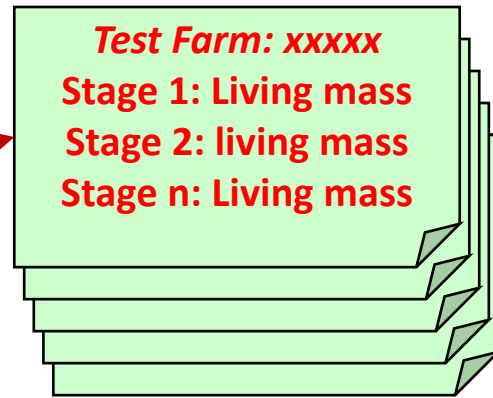 Test Farm: xxxxx
Stage 1: Living mass
Stage 2: living mass
Stage n: Living mass